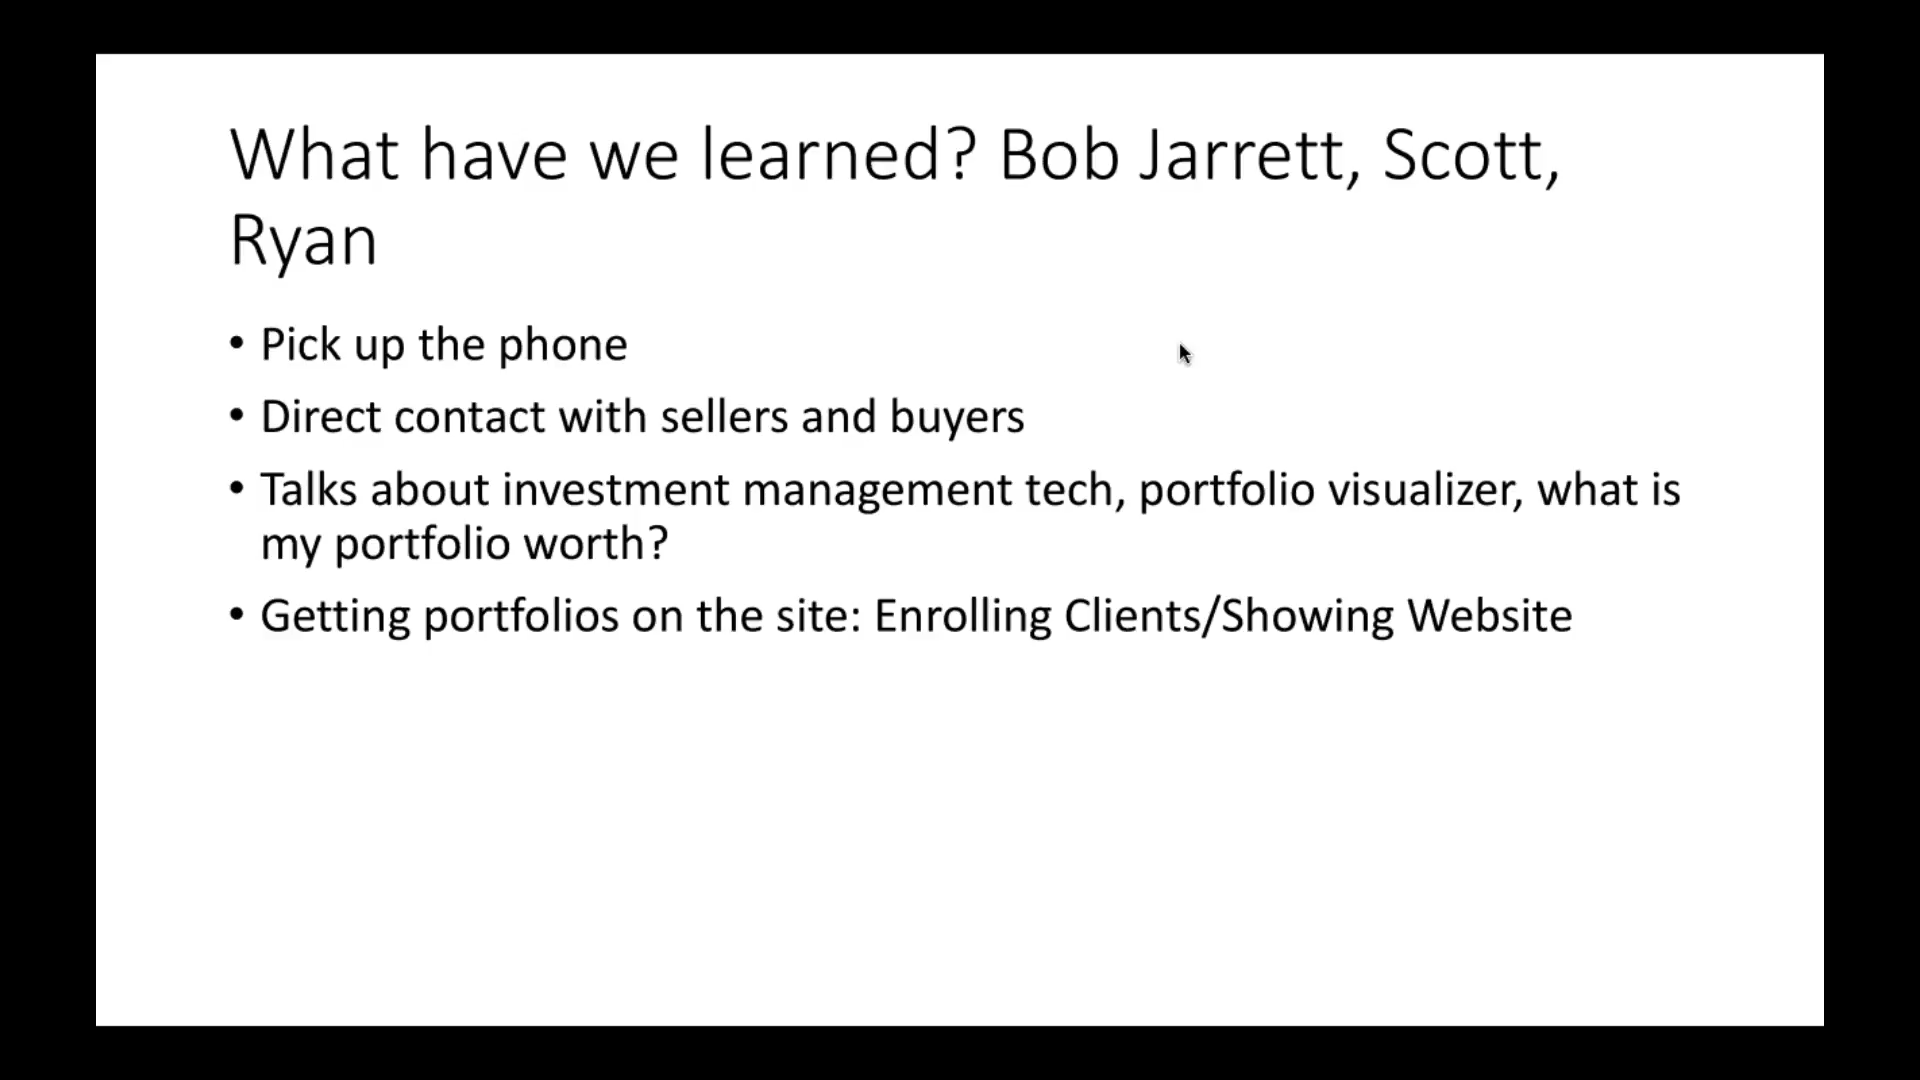 What have we learned? Bob Jarrett, Scott,
Ryan
• Pick up the phone
• Direct contact with sellers and buyers
• Talks about investment management tech, portfolio visualizer, what is
my portfolio worth?
• Getting portfolios on the site: Enrolling Clients/Showing Website